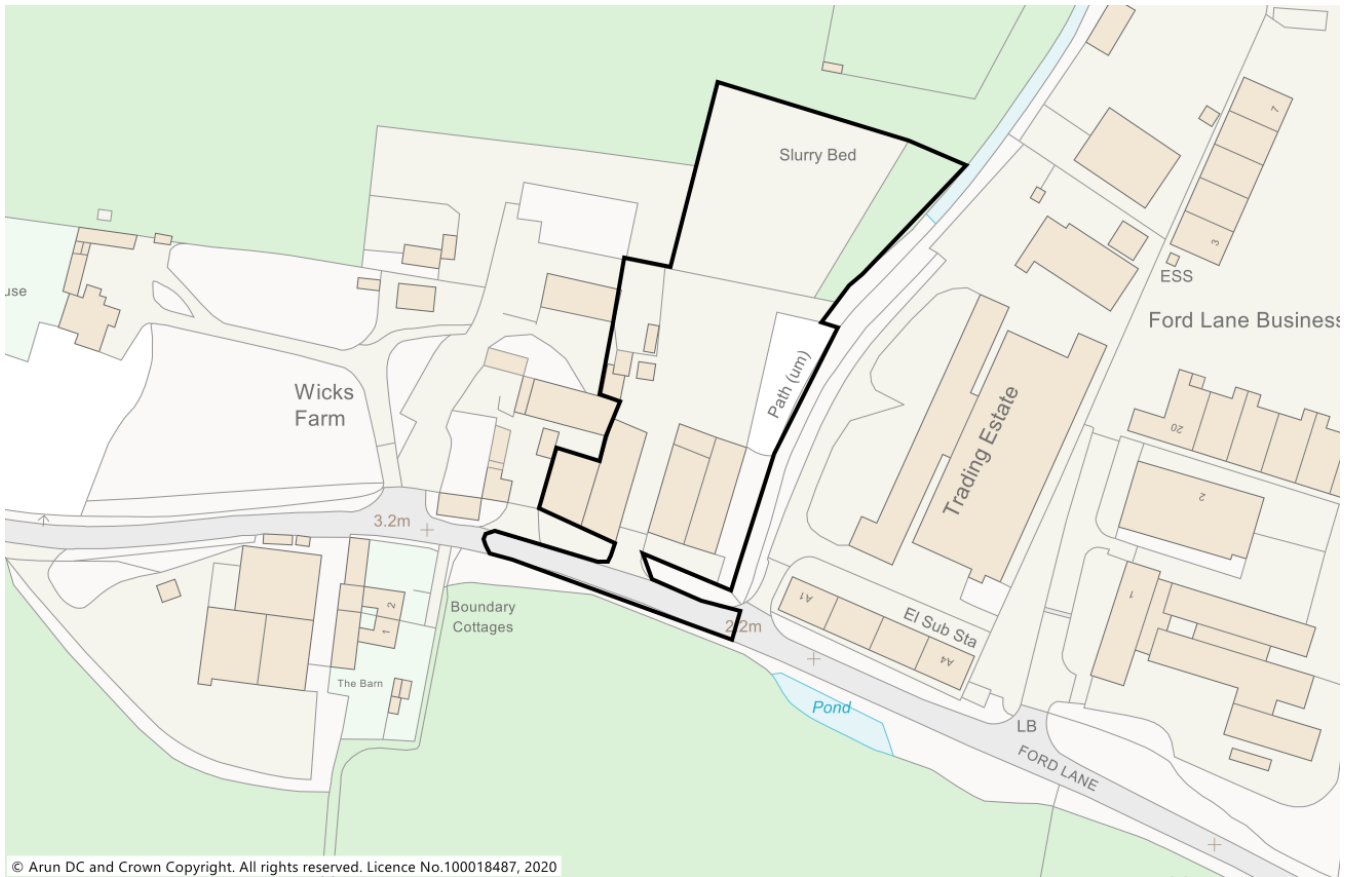 Slurry Bed
7
3
ESS
use
Ford Lane Business
Wicks
Farm
Path (um)
Trading Estate
20
2
3.2m
Boundary
Cottages
2
1
The Barn
2.2m
A1
El Sub Sta
A4
1
Pond
LB
FORD LANE
© Arun DC and Crown Copyright. All rights reserved. Licence No.100018487, 2020